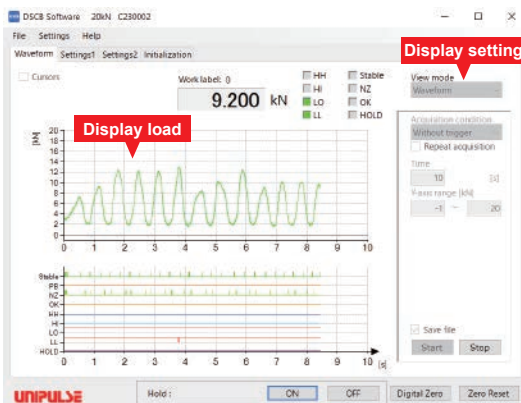 DSCB Software 20kN C230002
File Settings Help
Waveform Settings1 Settings2 Initialization
Display setting
Cursors
Work label: 0
9.200 kN
HH Stable
HI NZ
LO OK
LL HOLD
View mode
Waveform
Acquisition condition
Without trigger
Repeat acquisition
Time
10 [s]
Y-axis range [kN]
-1 ~ 20
Display load
[kN]
20
18
16
14
12
10
8
6
4
2
0
0 1 2 3 4 5 6 7 8 9 10
Stable
PB
NZ
OK
HH
HI
LO
LL
HOLD
0 1 2 3 4 5 6 7 8 9 10 [s]
Save file
Start Stop
UNIPULSE
Hold : ON OFF Digital Zero Zero Reset